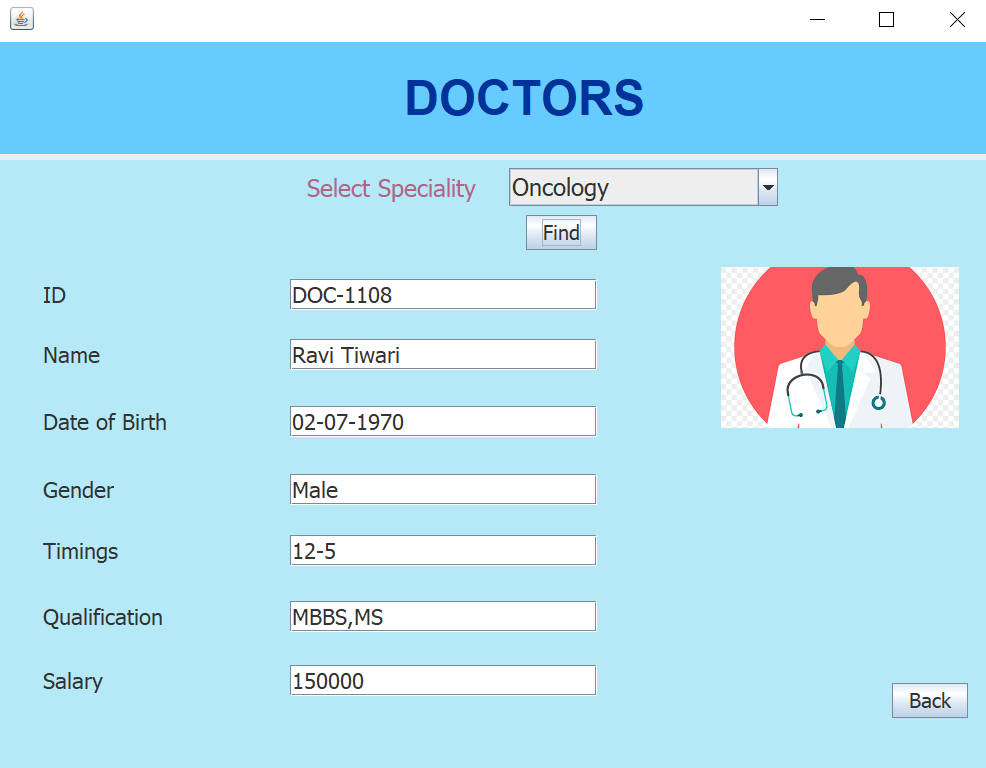 DOCTORS
Select Speciality Oncology
Find
ID DOC-1108
Name Ravi Tiwari
Date of Birth 02-07-1970
Gender Male
Timings 12-5
Qualification MBBS,MS
Salary 150000
Back